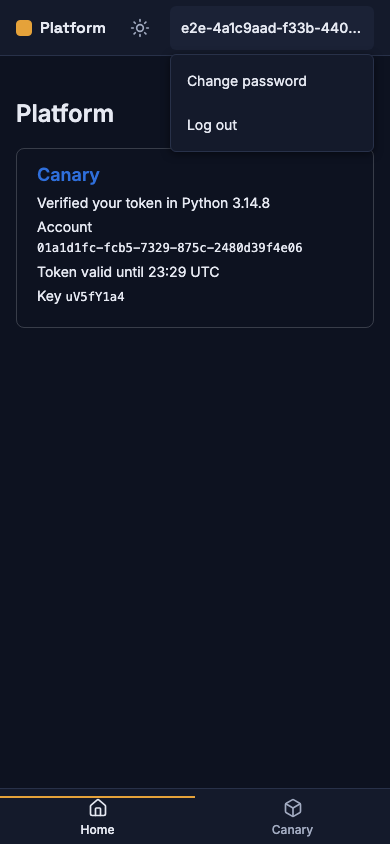 Platform
e2e-4a1c9aad-f33b-440...
Change password
Log out
Platform
Canary
Verified your token in Python 3.14.8
Account
01a1d1fc-fcb5-7329-875c-2480d39f4e06
Token valid until 23:29 UTC
Key uV5fY1a4
Home
Canary